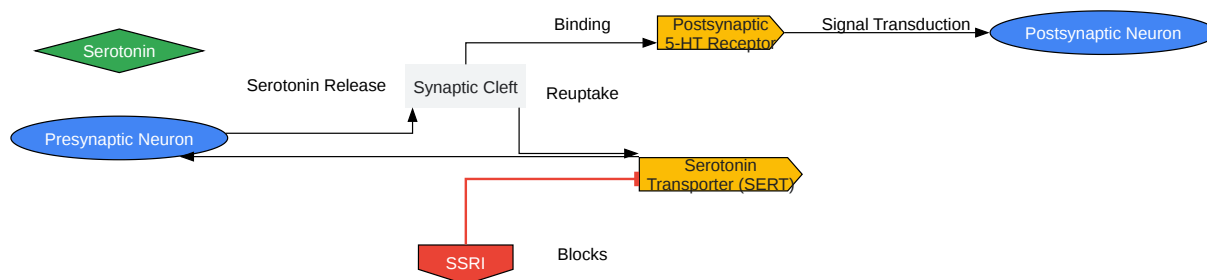 Binding
Postsynaptic
5-HT Receptor
Signal Transduction
Postsynaptic Neuron
Serotonin
Serotonin Release
Synaptic Cleft
Reuptake
Presynaptic Neuron
Serotonin
Transporter (SERT)
SSRI
Blocks